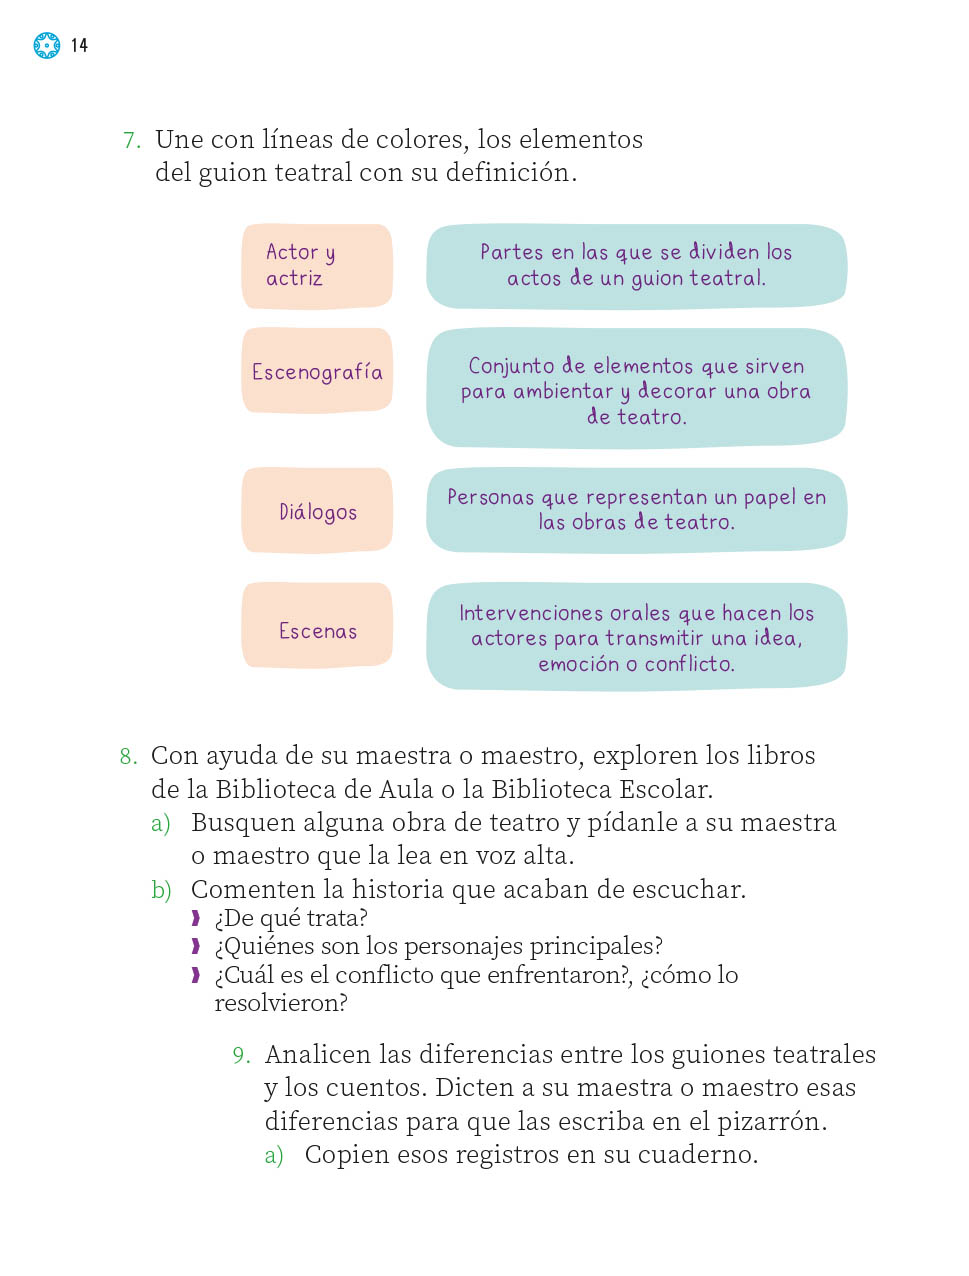 14
7. Une con líneas de colores, los elementos
del guion teatral con su definición.
Actor y
actriz
Partes en las que se dividen los
actos de un guion teatral.
Escenografía
Conjunto de elementos que sirven
para ambientar y decorar una obra
de teatro.
Diálogos
Personas que representan un papel en
las obras de teatro.
Escenas
Intervenciones orales que hacen los
actores para transmitir una idea,
emoción o conflicto.
8. Con ayuda de su maestra o maestro, exploren los libros
de la Biblioteca de Aula o la Biblioteca Escolar.
a) Busquen alguna obra de teatro y pídanle a su maestra
o maestro que la lea en voz alta.
b) Comenten la historia que acaban de escuchar.
¿De qué trata?
¿Quiénes son los personajes principales?
¿Cuál es el conflicto que enfrentaron?, ¿cómo lo
resolvieron?
9. Analicen las diferencias entre los guiones teatrales
y los cuentos. Dicten a su maestra o maestro esas
diferencias para que las escriba en el pizarrón.
a) Copien esos registros en su cuaderno.